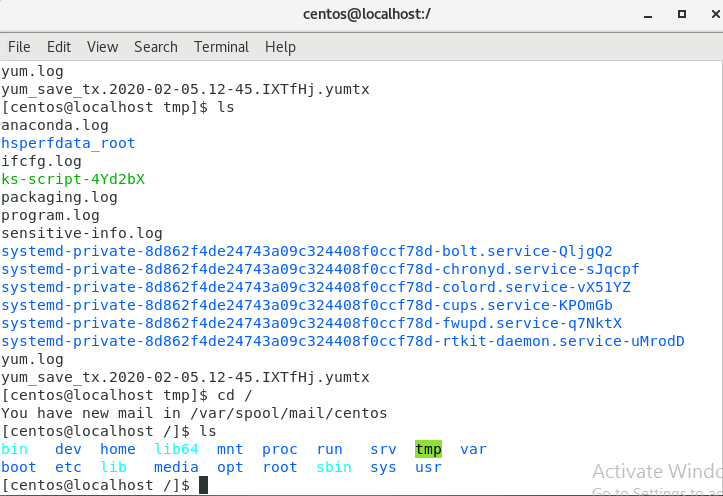 centos@localhost:/
File Edit View Search Terminal Help
yum.log
yum_save_tx.2020-02-05.12-45.IXTfHj.yumtx
[centos@localhost tmp]$ ls
anaconda.log
hsperfdata_root
ifcfg.log
ks-script-4Yd2bX
packaging.log
program.log
sensitive-info.log
systemd-private-8d862f4de24743a09c324408f0ccf78d-bolt.service-QljgQ2
systemd-private-8d862f4de24743a09c324408f0ccf78d-chronyd.service-sJqcpf
systemd-private-8d862f4de24743a09c324408f0ccf78d-colord.service-vX51YZ
systemd-private-8d862f4de24743a09c324408f0ccf78d-cups.service-KPOmGb
systemd-private-8d862f4de24743a09c324408f0ccf78d-fwupd.service-q7NktX
systemd-private-8d862f4de24743a09c324408f0ccf78d-rtkit-daemon.service-uMrodD
yum.log
yum_save_tx.2020-02-05.12-45.IXTfHj.yumtx
[centos@localhost tmp]$ cd /
You have new mail in /var/spool/mail/centos
[centos@localhost /]$ ls
bin dev home lib64 mnt proc run srv tmp var
boot etc lib media opt root sbin sys usr
[centos@localhost /]$
Activate Windo
Go to Settings to ac